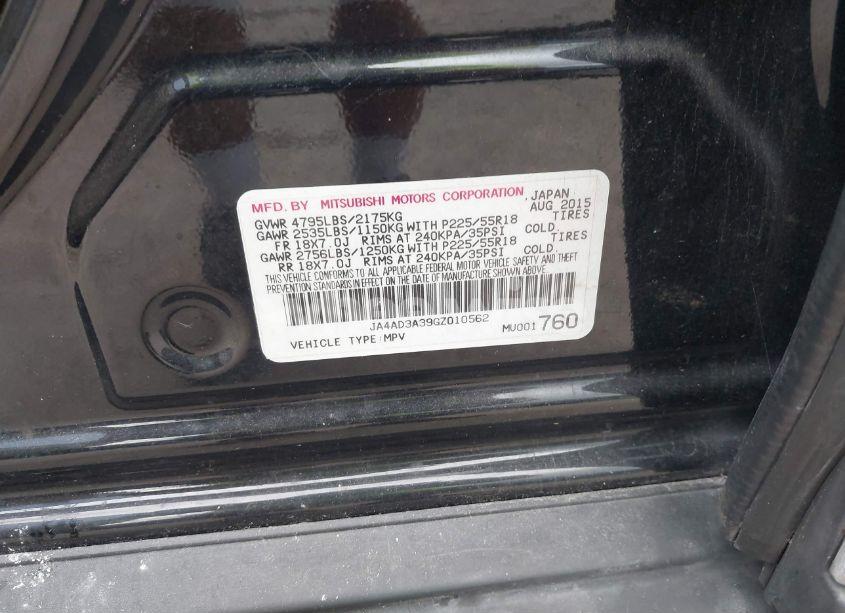 MFD. BY MITSUBISHI MOTORS CORPORATION, JAPAN
GVWR 4795LBS/2175KG AUG 2015
GAWR 2535LBS/1150KG WITH P225/55R18 TIRES
FR 18X7.0J RIMS AT 240KPA/35PSI COLD.
GAWR 2756LBS/1250KG WITH P225/55R18 TIRES
RR 18X7.0J RIMS AT 240KPA/35PSI COLD.
THIS VEHICLE CONFORMS TO ALL APPLICABLE FEDERAL MOTOR VEHICLE SAFETY AND THEFT
PREVENTION STANDARDS IN EFFECT ON THE DATE OF MANUFACTURE SHOWN ABOVE.
JA4AD3A39GZ010562
VEHICLE TYPE:MPV MU001760